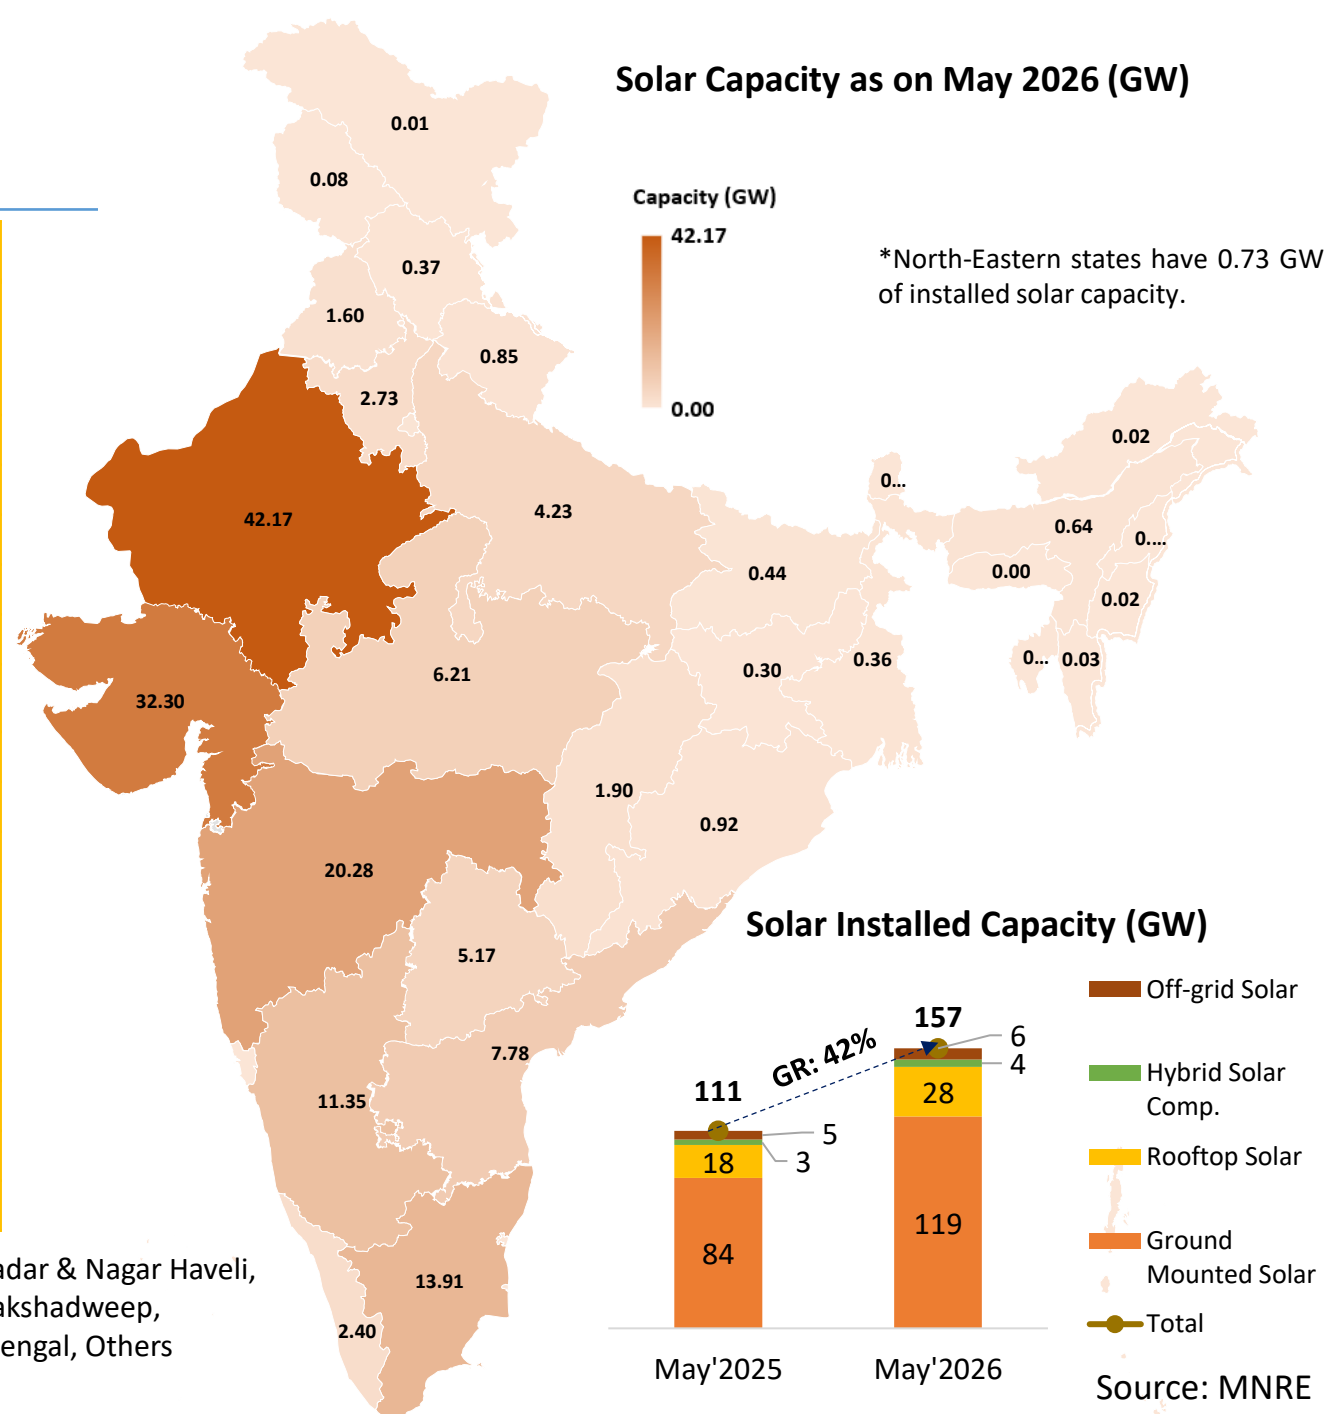 Solar Capacity as on May 2026 (GW)
0.01
0.08
Capacity (GW)
42.17
0.00
*North-Eastern states have 0.73 GW
of installed solar capacity.
0.37
1.60
0.85
2.73
42.17
4.23
0.02
0...
0.64
0....
0.44
0.00
0.02
0.36
0...
0.03
0.30
6.21
32.30
1.90
0.92
20.28
5.17
7.78
11.35
13.91
2.40
Solar Installed Capacity (GW)
Off-grid Solar
Hybrid Solar
Comp.
Rooftop Solar
Ground
Mounted Solar
Total
GR: 42%
111
157
5
3
18
84
6
4
28
119
May'2025
May'2026
adar & Nagar Haveli,
akshadweep,
engal, Others
Source: MNRE